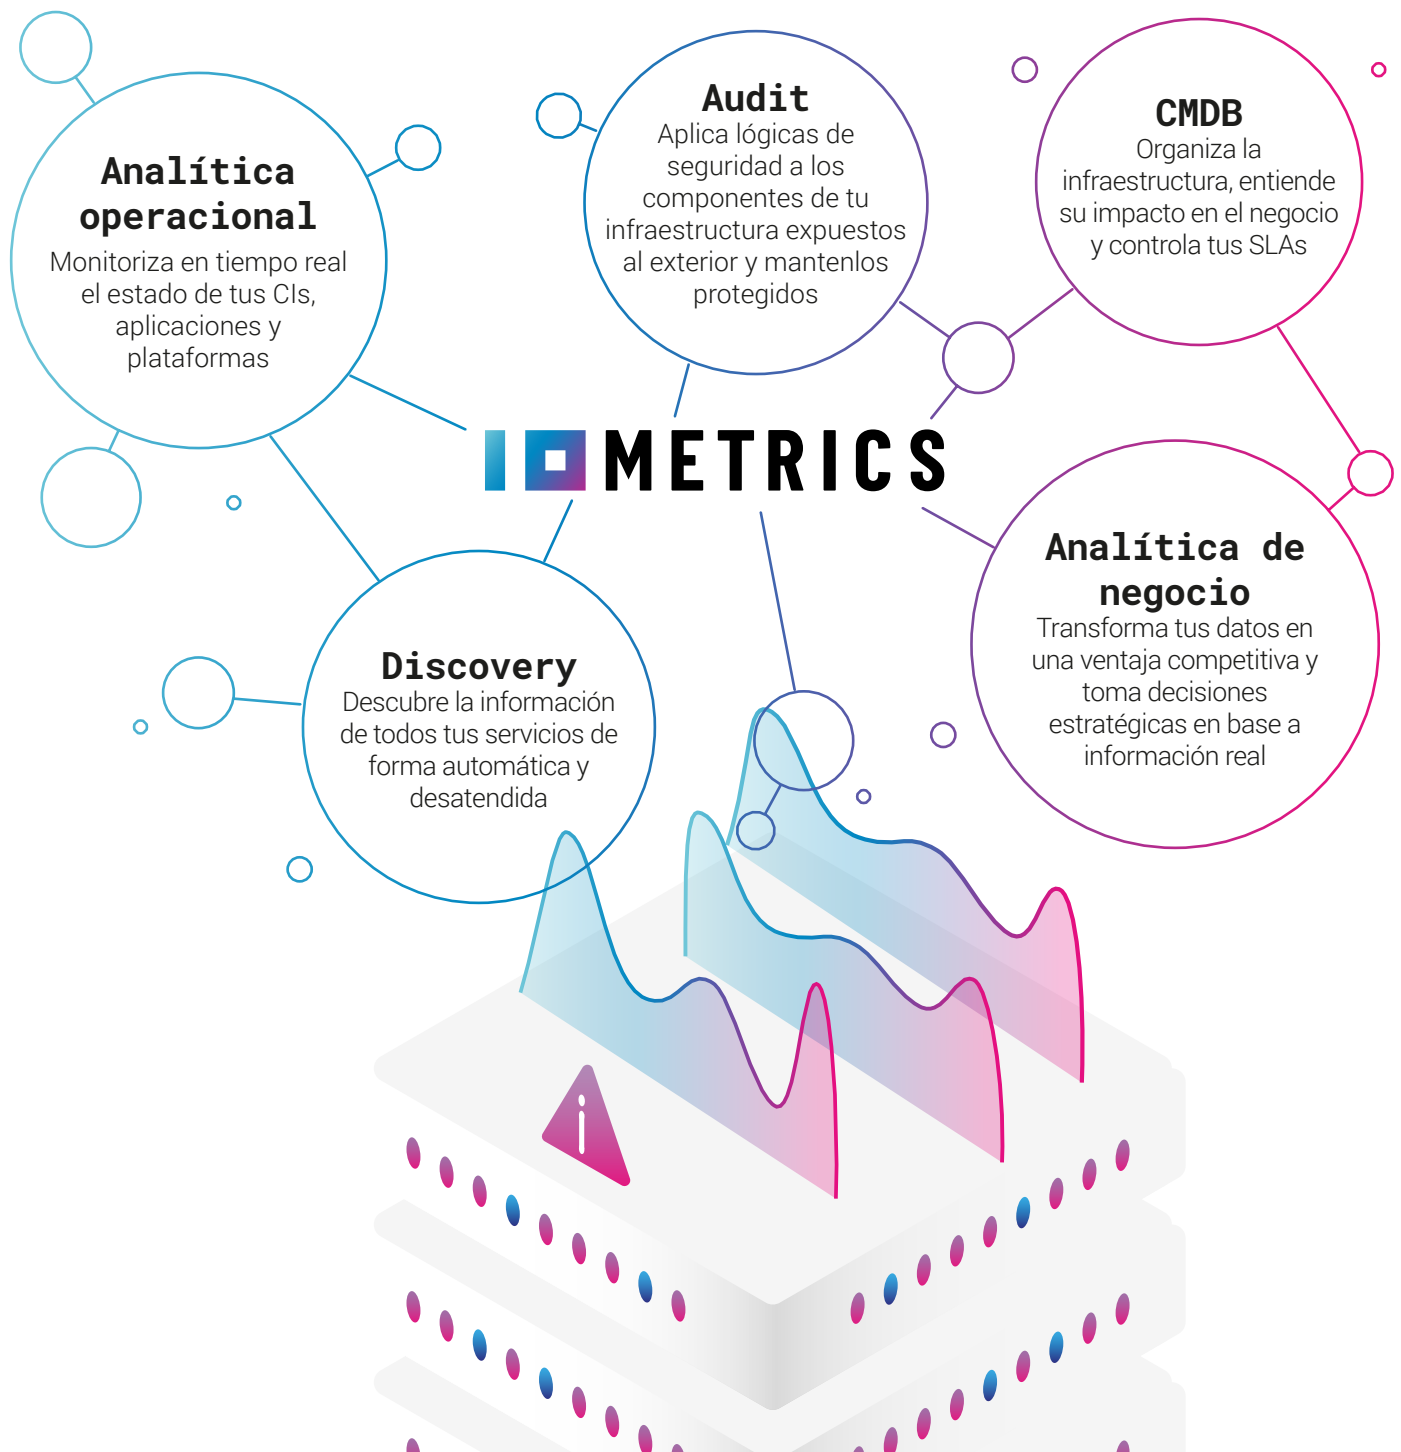 Analítica
operacional
Monitoriza en tiempo real
el estado de tus CIs,
aplicaciones y
plataformas
Audit
Aplica lógicas de
seguridad a los
componentes de tu
infraestructura expuestos
al exterior y mantenlos
protegidos
CMDB
Organiza la
infraestructura, entiende
su impacto en el negocio
y controla tus SLAs
IOMETRICS
Analítica de
negocio
Transforma tus datos en
una ventaja competitiva y
toma decisiones
estratégicas en base a
información real
Discovery
Descubre la información
de todos tus servicios de
forma automática y
desatendida
i